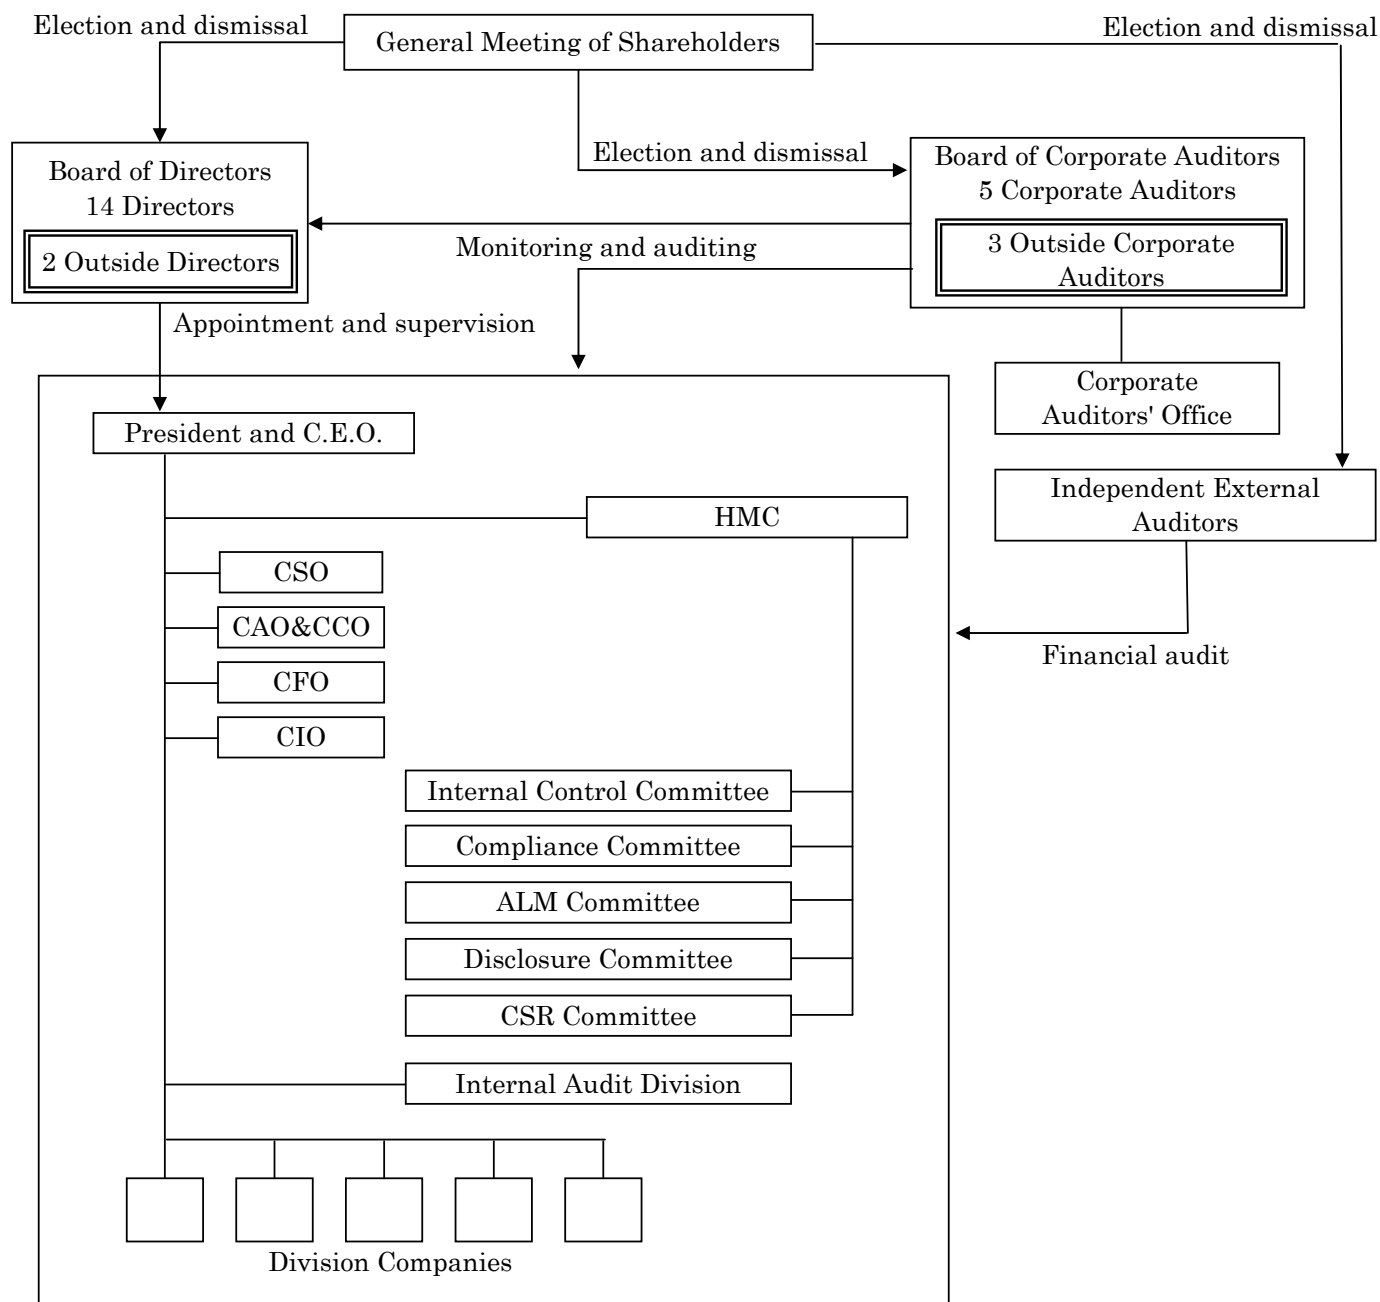 Election and dismissal
General Meeting of Shareholders
Election and dismissal
Election and dismissal
Board of Directors
14 Directors
2 Outside Directors
Board of Corporate Auditors
5 Corporate Auditors
3 Outside Corporate
Auditors
Monitoring and auditing
Appointment and supervision
Corporate
Auditors' Office
President and C.E.O.
Independent External
Auditors
HMC
CSO
CAO&CCO
CFO
CIO
Financial audit
Internal Control Committee
Compliance Committee
ALM Committee
Disclosure Committee
CSR Committee
Internal Audit Division
Division Companies